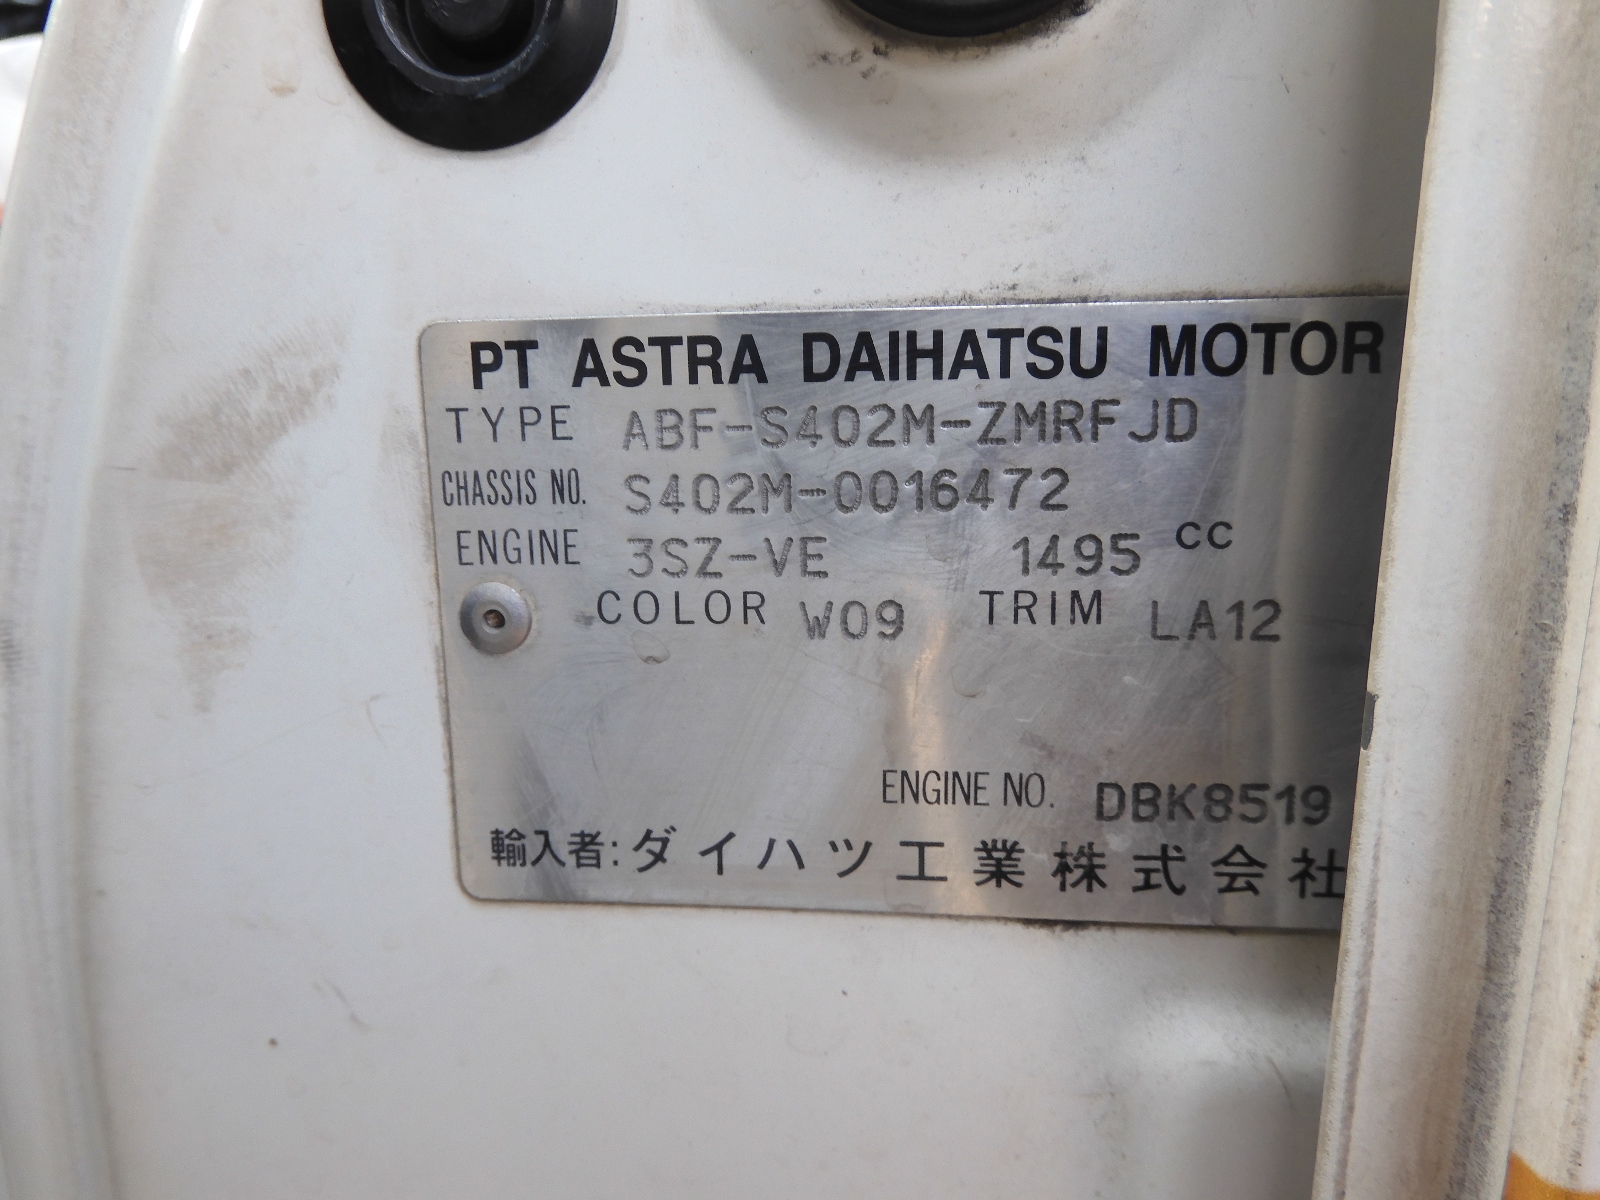 PT ASTRA DAIHATSU MOTOR
TYPE ABF-S402M-ZMRFJD
CHASSIS NO. S402M-0016472
ENGINE 3SZ-VE 1495 CC
COLOR W09 TRIM LA12
ENGINE NO. DBK8519
輸入者:ダイハツ工業株式会社